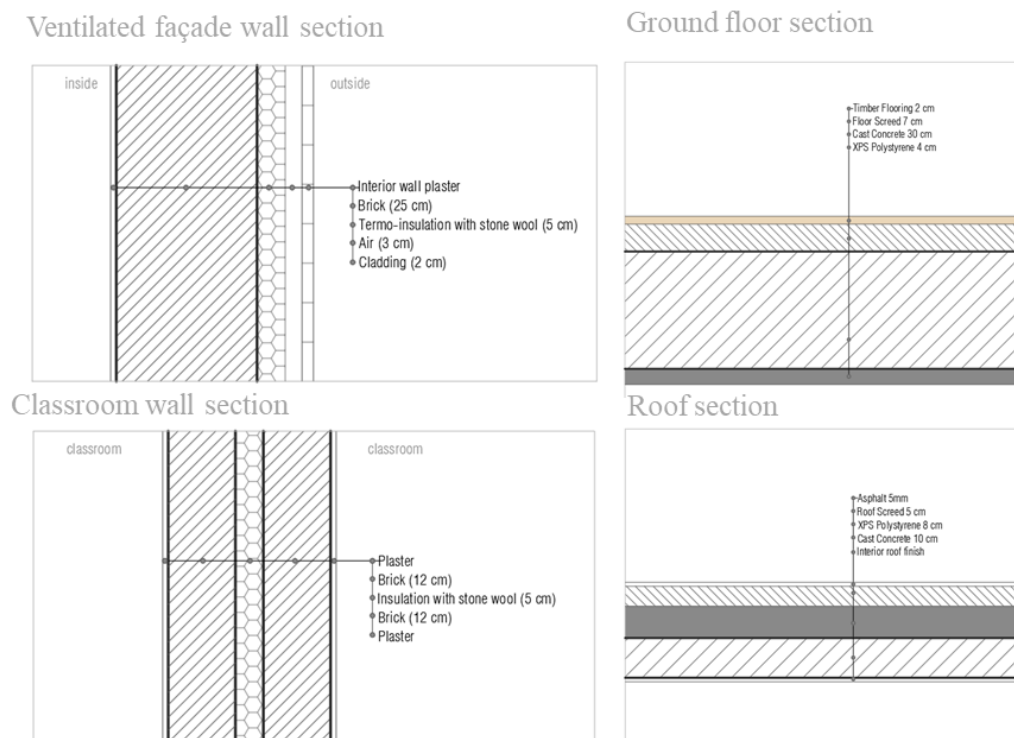 Ventilated façade wall section
inside
outside
Interior wall plaster
Brick (25 cm)
Termo-insulation with stone wool (5 cm)
Air (3 cm)
Cladding (2 cm)
Ground floor section
Timber Flooring 2 cm
Floor Screed 7 cm
Cast Concrete 30 cm
XPS Polystyrene 4 cm
Classroom wall section
classroom
classroom
Plaster
Brick (12 cm)
Insulation with stone wool (5 cm)
Brick (12 cm)
Plaster
Roof section
Asphalt 5mm
Roof Screed 5 cm
XPS Polystyrene 8 cm
Cast Concrete 10 cm
Interior roof finish